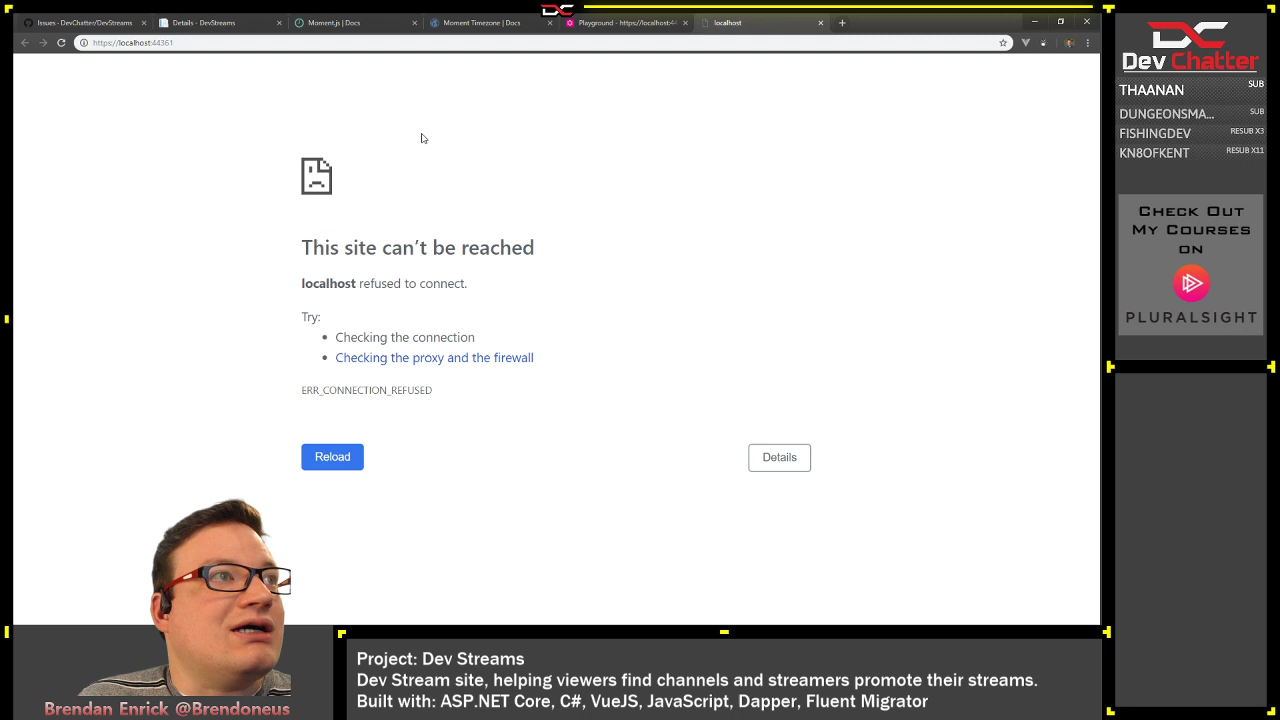 Issues - DevChatter/DevStreams
Details - DevStreams
Moment.js | Docs
Moment Timezone | Docs
Playground - https://localhost:44
localhost
https://localhost:44361
This site can't be reached
localhost refused to connect.
Try:
Checking the connection
Checking the proxy and the firewall
ERR_CONNECTION_REFUSED
Reload
Details
Dev Chatter
THAANAN SUB
DUNGEONSMA... SUB
FISHINGDEV RESUB X3
KN8OFKENT RESUB X11
CHECK OUT
MY COURSES
ON
PLURALSIGHT
Brendan Enrick @Brendoneus
Project: Dev Streams
Dev Stream site, helping viewers find channels and streamers promote their streams.
Built with: ASP.NET Core, C#, VueJS, JavaScript, Dapper, Fluent Migrator